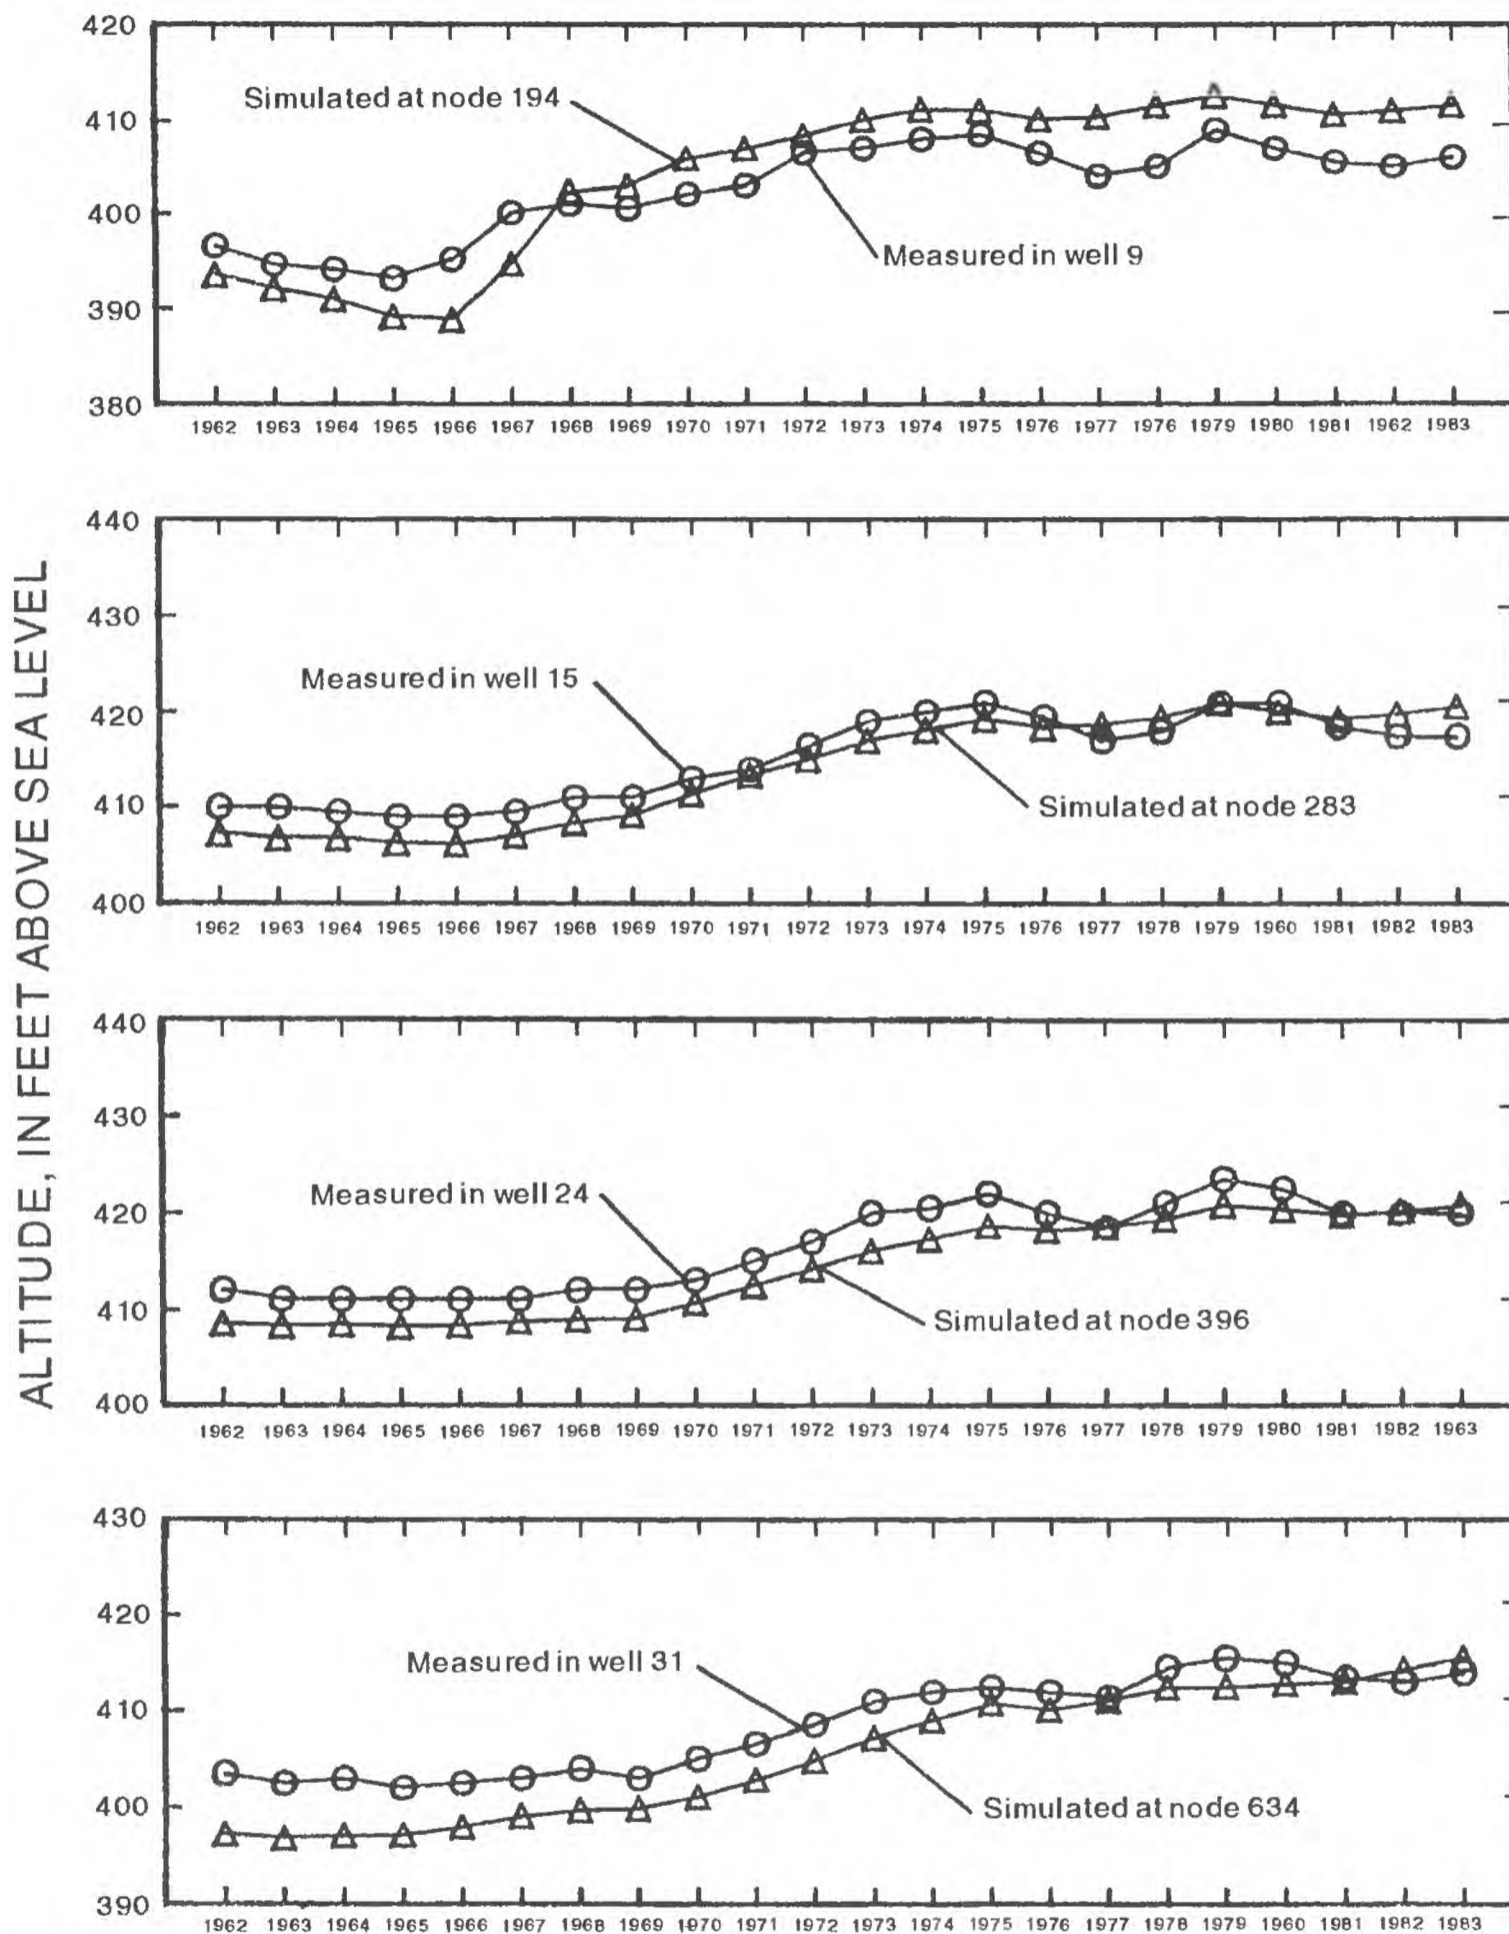 420
Simulated at node 194
410
400
Measured in well 9
390
380
1962 1963 1964 1965 1966 1967 1968 1969 1970 1971 1972 1973 1974 1975 1976 1977 1976 1979 1980 1981 1962 1983
ALTITUDE, IN FEET ABOVE SEA LEVEL
440
430
Measured in well 15
420
410
Simulated at node 283
400
1962 1963 1964 1965 1966 1967 1968 1969 1970 1971 1972 1973 1974 1975 1976 1977 1978 1979 1960 1981 1982 1983
440
430
Measured in well 24
420
410
Simulated at node 396
400
1962 1963 1964 1965 1966 1967 1968 1969 1970 1971 1972 1973 1974 1975 1976 1977 1978 1979 1980 1981 1982 1963
430
420
Measured in well 31
410
400
Simulated at node 634
390
1962 1963 1964 1965 1966 1967 1968 1969 1970 1971 1972 1973 1974 1975 1976 1977 1978 1979 1960 1981 1982 1983